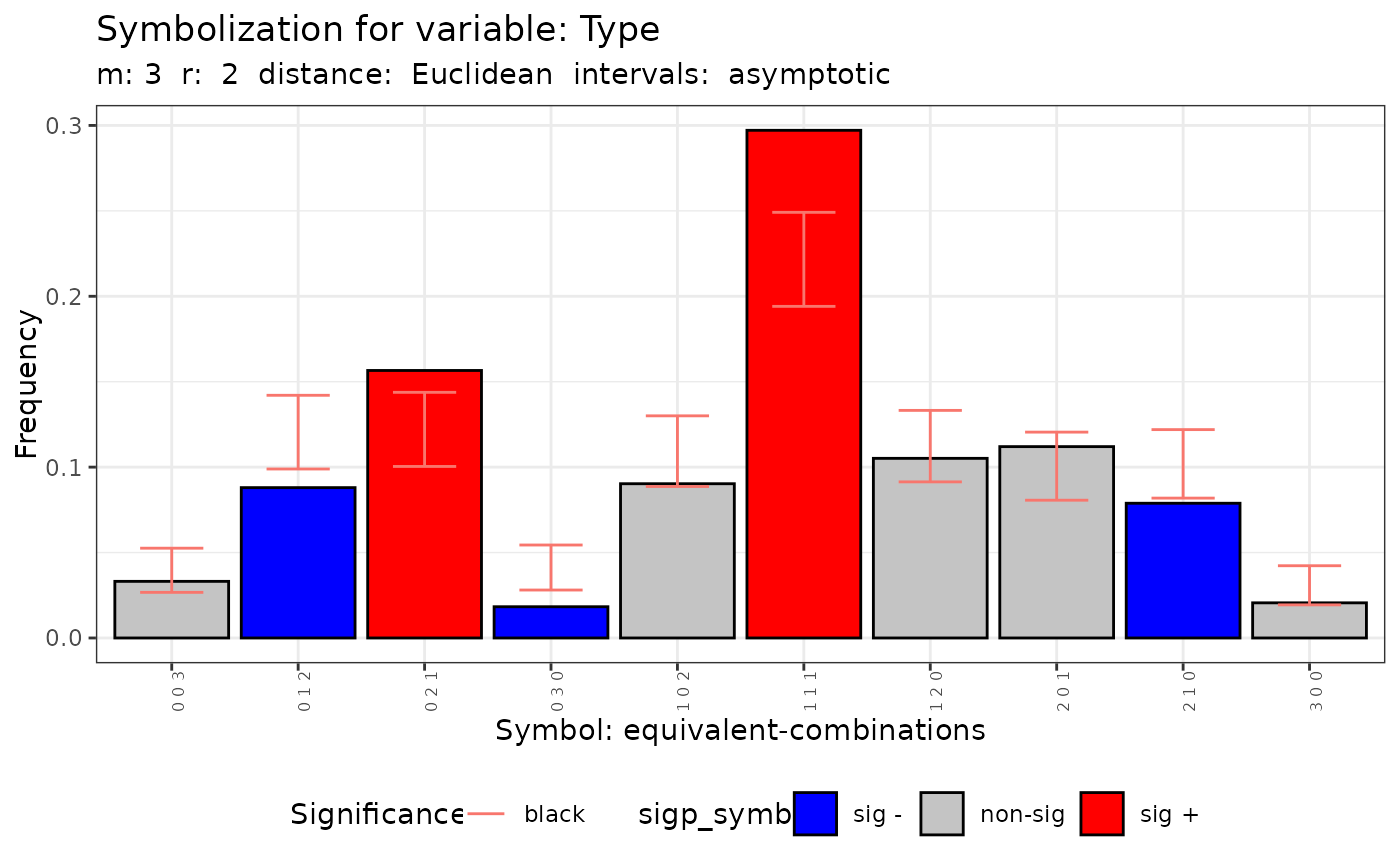 Symbolization for variable: Type
m: 3 r: 2 distance: Euclidean intervals: asymptotic
Frequency
0.3
0.2
0.1
0.0
0 0 3
0 1 2
0 2 1
0 3 0
1 0 2
1 1 1
1 2 0
2 0 1
2 1 0
3 0 0
Symbol: equivalent-combinations
Significance black sigp_symb sig - non-sig sig +